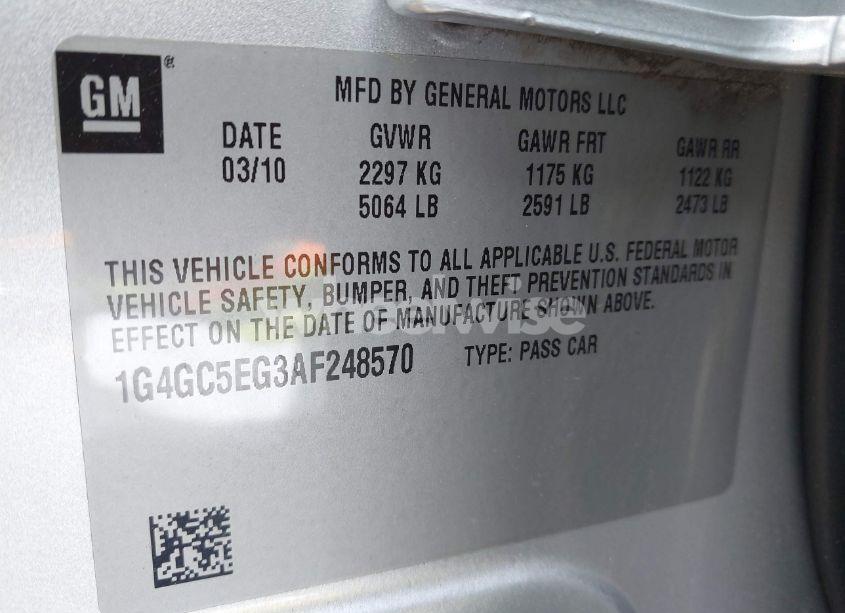 GM®
MFD BY GENERAL MOTORS LLC
DATE GVWR GAWR FRT GAWR RR
03/10 2297 KG 1175 KG 1122 KG
5064 LB 2591 LB 2473 LB
THIS VEHICLE CONFORMS TO ALL APPLICABLE U.S. FEDERAL MOTOR
VEHICLE SAFETY, BUMPER, AND THEFT PREVENTION STANDARDS IN
EFFECT ON THE DATE OF MANUFACTURE SHOWN ABOVE.
1G4GC5EG3AF248570 TYPE: PASS CAR